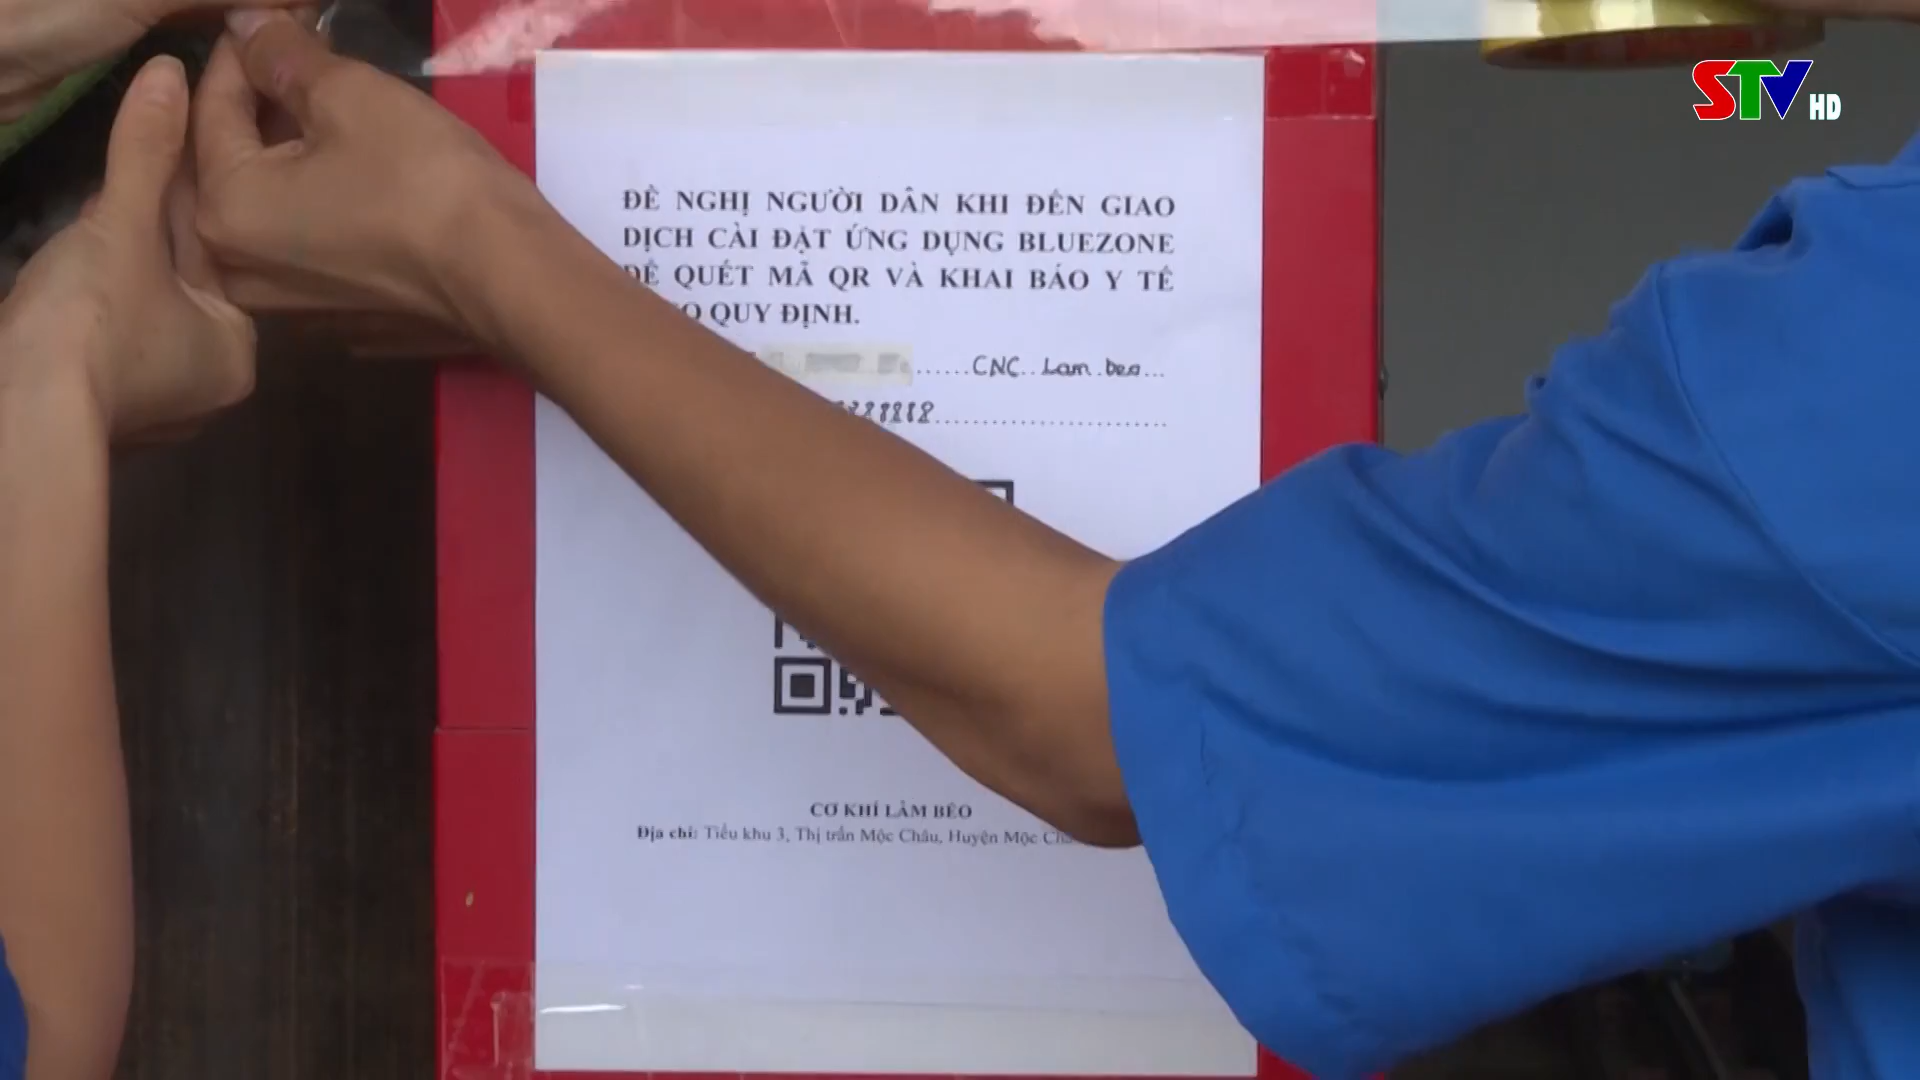 STV HD
ĐỀ NGHỊ NGƯỜI DÂN KHI ĐẾN GIAO
DỊCH CÀI ĐẶT ỨNG DỤNG BLUEZONE
ĐỂ QUÉT MÃ QR VÀ KHAI BÁO Y TẾ
QUY ĐỊNH.
CNC Lam beo
CƠ KHÍ LÂM BÉO
Địa chỉ: Tiểu khu 3, Thị trấn Mộc Châu, Huyện Mộc